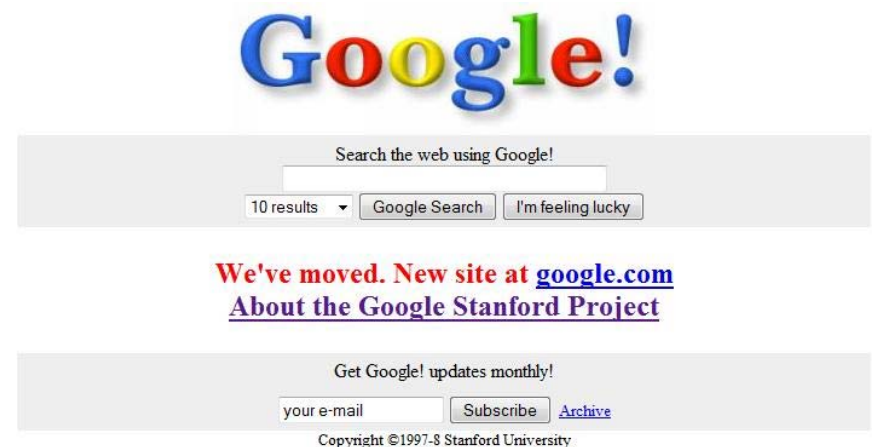 Google!
Search the web using Google!
10 results Google Search I'm feeling lucky
We've moved. New site at google.com
About the Google Stanford Project
Get Google! updates monthly!
your e-mail Subscribe Archive
Copyright ©1997-8 Stanford University